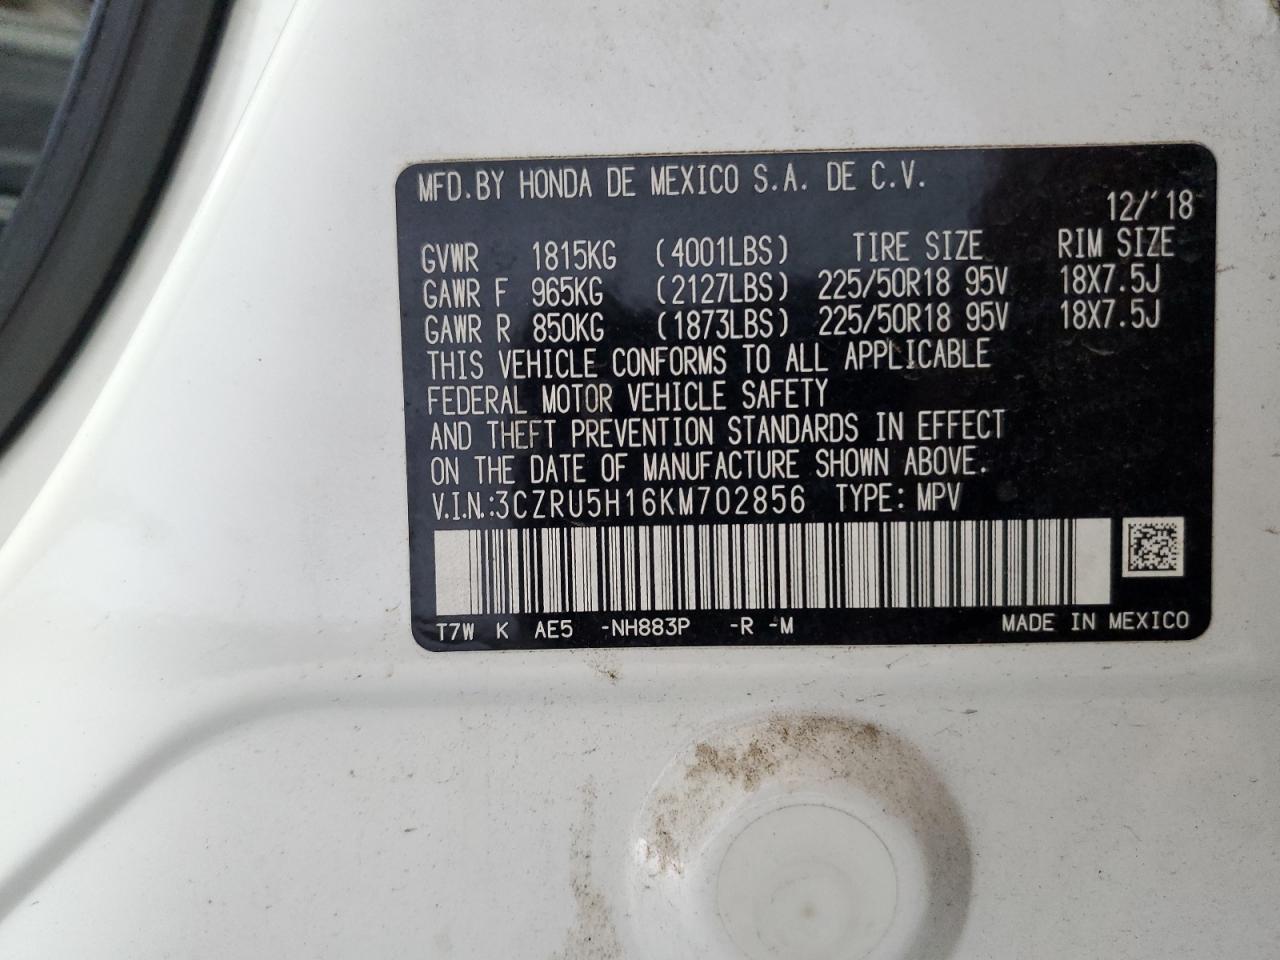 MFD.BY HONDA DE MEXICO S.A. DE C.V.
12/'18
GVWR 1815KG (4001LBS) TIRE SIZE RIM SIZE
GAWR F 965KG (2127LBS) 225/50R18 95V 18X7.5J
GAWR R 850KG (1873LBS) 225/50R18 95V 18X7.5J
THIS VEHICLE CONFORMS TO ALL APPLICABLE
FEDERAL MOTOR VEHICLE SAFETY
AND THEFT PREVENTION STANDARDS IN EFFECT
ON THE DATE OF MANUFACTURE SHOWN ABOVE.
V.I.N.:3CZRU5H16KM702856 TYPE: MPV
T7W K AE5 -NH883P -R -M MADE IN MEXICO